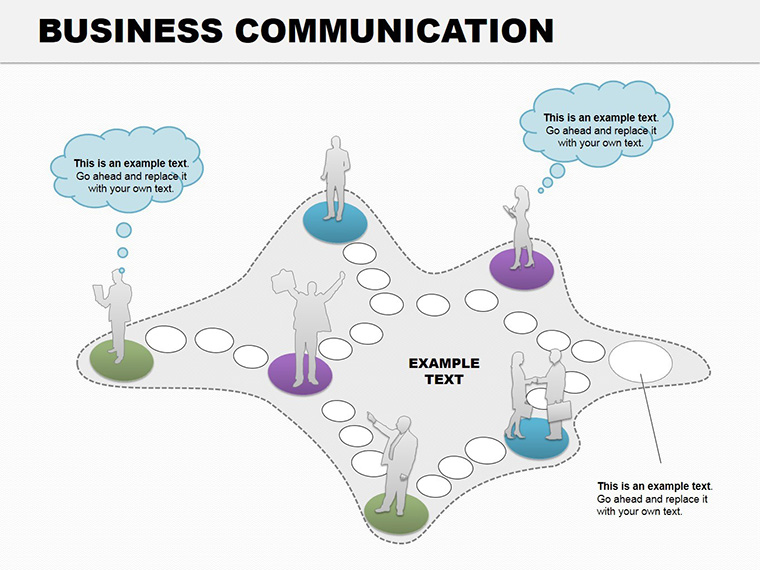 BUSINESS COMMUNICATION
This is an example text.
Go ahead and replace it
with your own text.
This is an example text.
Go ahead and replace it
with your own text.
EXAMPLE
TEXT
This is an example text.
Go ahead and replace it
with your own text.